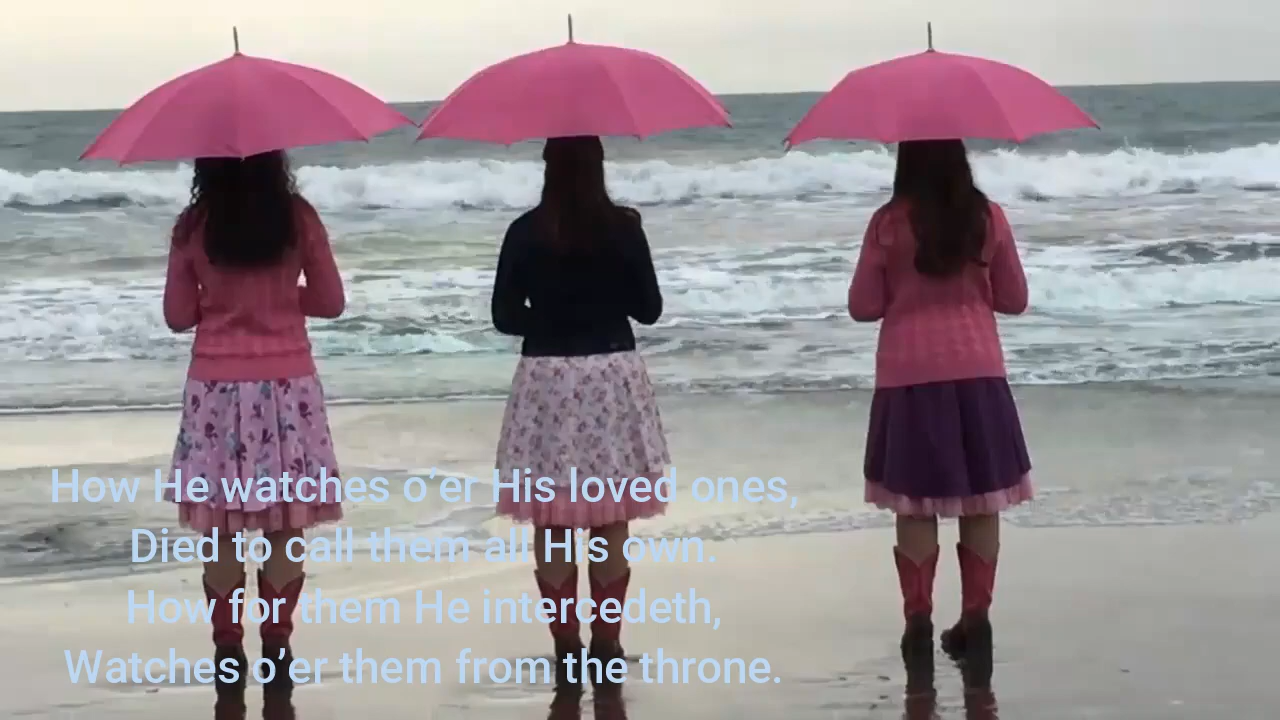 How He watches o’er His loved ones,
Died to call them all His own.
How for them He intercedeth,
Watches o’er them from the throne.